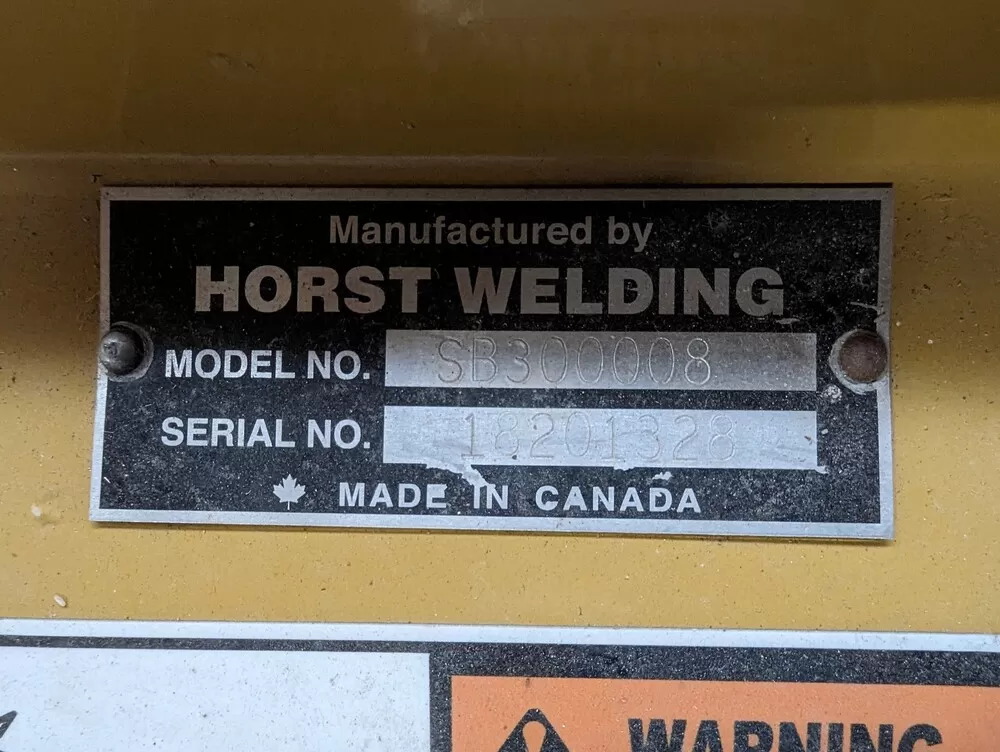 Manufactured by
HORST WELDING
MODEL NO. SB300008
SERIAL NO. 18201328
MADE IN CANADA
WARNING